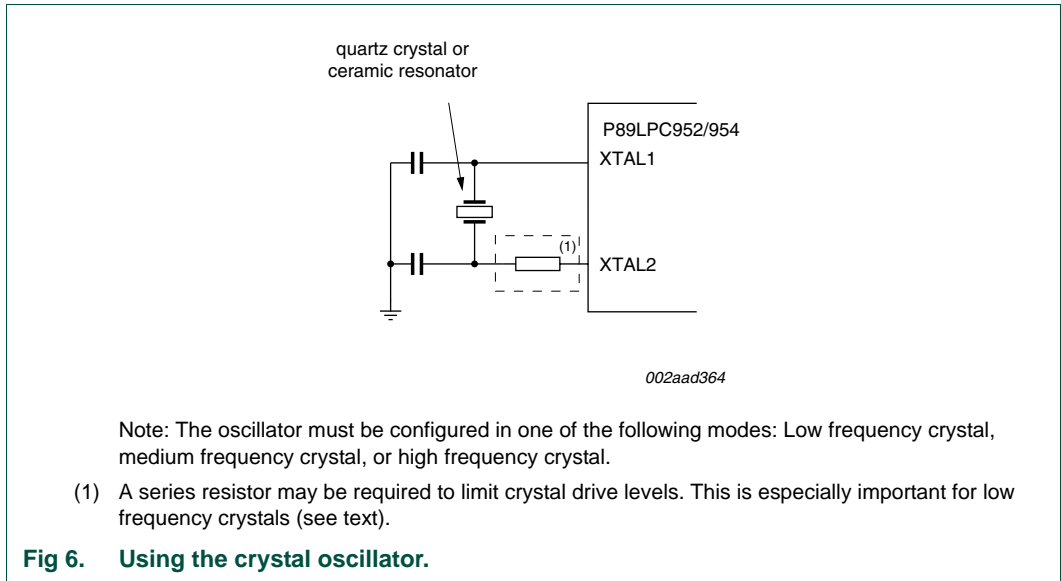 quartz crystal or
ceramic resonator
P89LPC952/954
XTAL1
(1)
XTAL2
002aad364
Note: The oscillator must be configured in one of the following modes: Low frequency crystal,
medium frequency crystal, or high frequency crystal.
(1) A series resistor may be required to limit crystal drive levels. This is especially important for low
frequency crystals (see text).
Fig 6. Using the crystal oscillator.